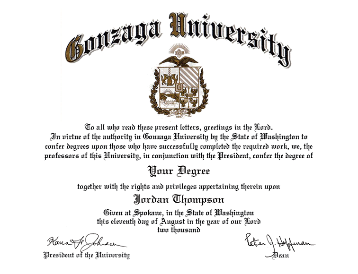 Gonzaga University
To all who read these present letters, greetings in the Lord.
In virtue of the authority in Gonzaga University by the State of Washington to
confer degrees upon those who have successfully completed the required work, we, the
professors of this University, in conjunction with the President, confer the degree of
Your Degree
together with the rights and privileges appertaining therein upon
Jordan Thompson
Given at Spokane, in the State of Washington
this eleventh day of August in the year of our Lord
two thousand
President of the University
Dean